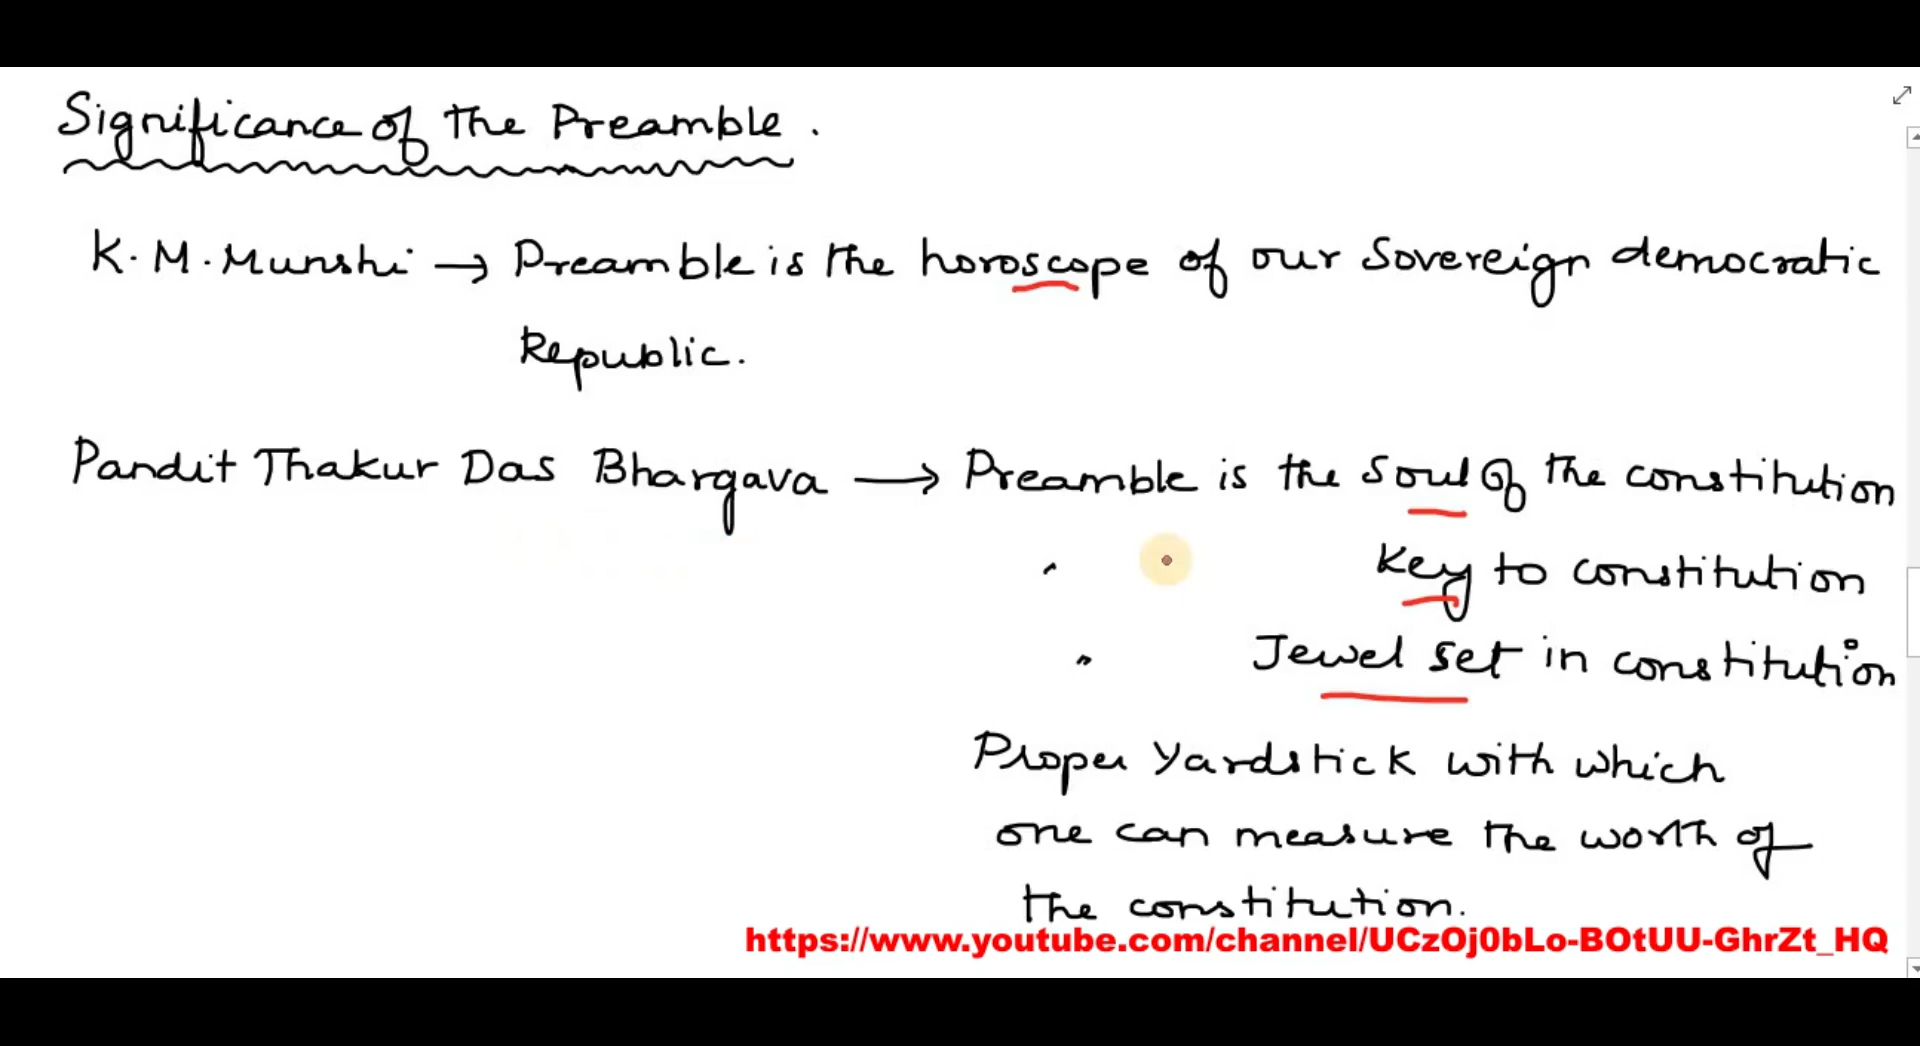 Significance of the Preamble.
K. M. Munshi → Preamble is the horoscope of our Sovereign democratic
Republic.
Pandit Thakur Das Bhargava → Preamble is the Soul of the constitution
" Key to constitution
" Jewel set in constitution
Proper Yardstick with which
one can measure the worth of
the constitution.
https://www.youtube.com/channel/UCzOj0bLo-BOtUU-GhrZt_HQ